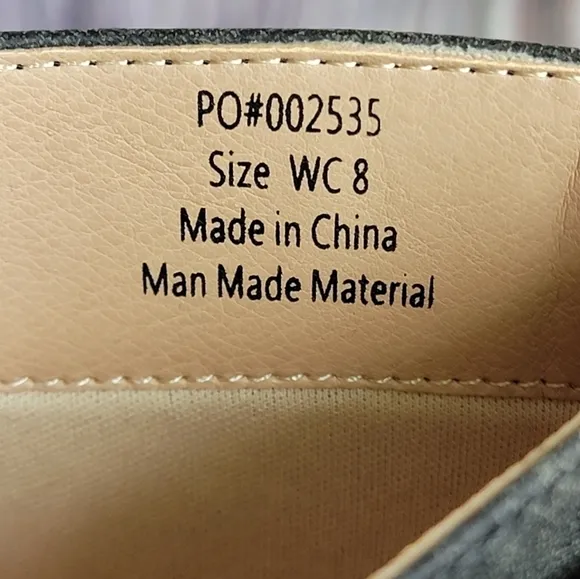 PO#002535
Size WC 8
Made in China
Man Made Material